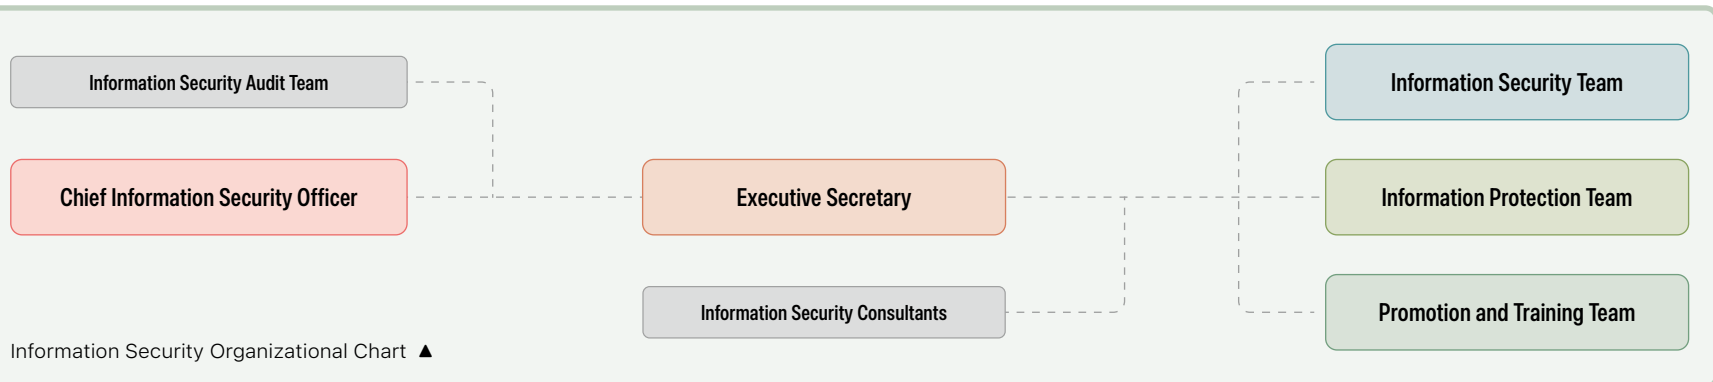 Information Security Audit Team
Chief Information Security Officer
Executive Secretary
Information Security Consultants
Information Security Team
Information Protection Team
Promotion and Training Team
Information Security Organizational Chart ▲